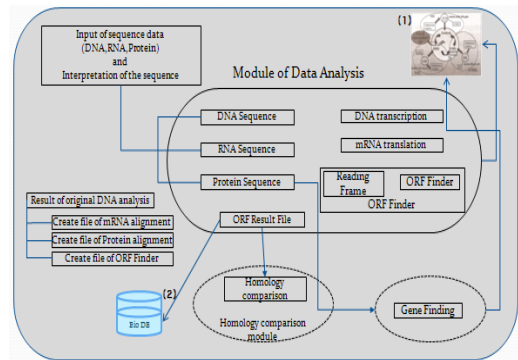 Input of sequence data
(DNA,RNA,Protein)
and
Interpretation of the sequence
(1)
Module of Data Analysis
DNA Sequence
DNA transcription
RNA Sequence
mRNA translation
Protein Sequence
Reading
Frame
ORF Finder
ORF Finder
Result of original DNA analysis
Create file of mRNA alignment
Create file of Protein alignment
Create file of ORF Finder
ORF Result File
(2)
Bio DB
Homology
comparison
Homology comparison
module
Gene Finding